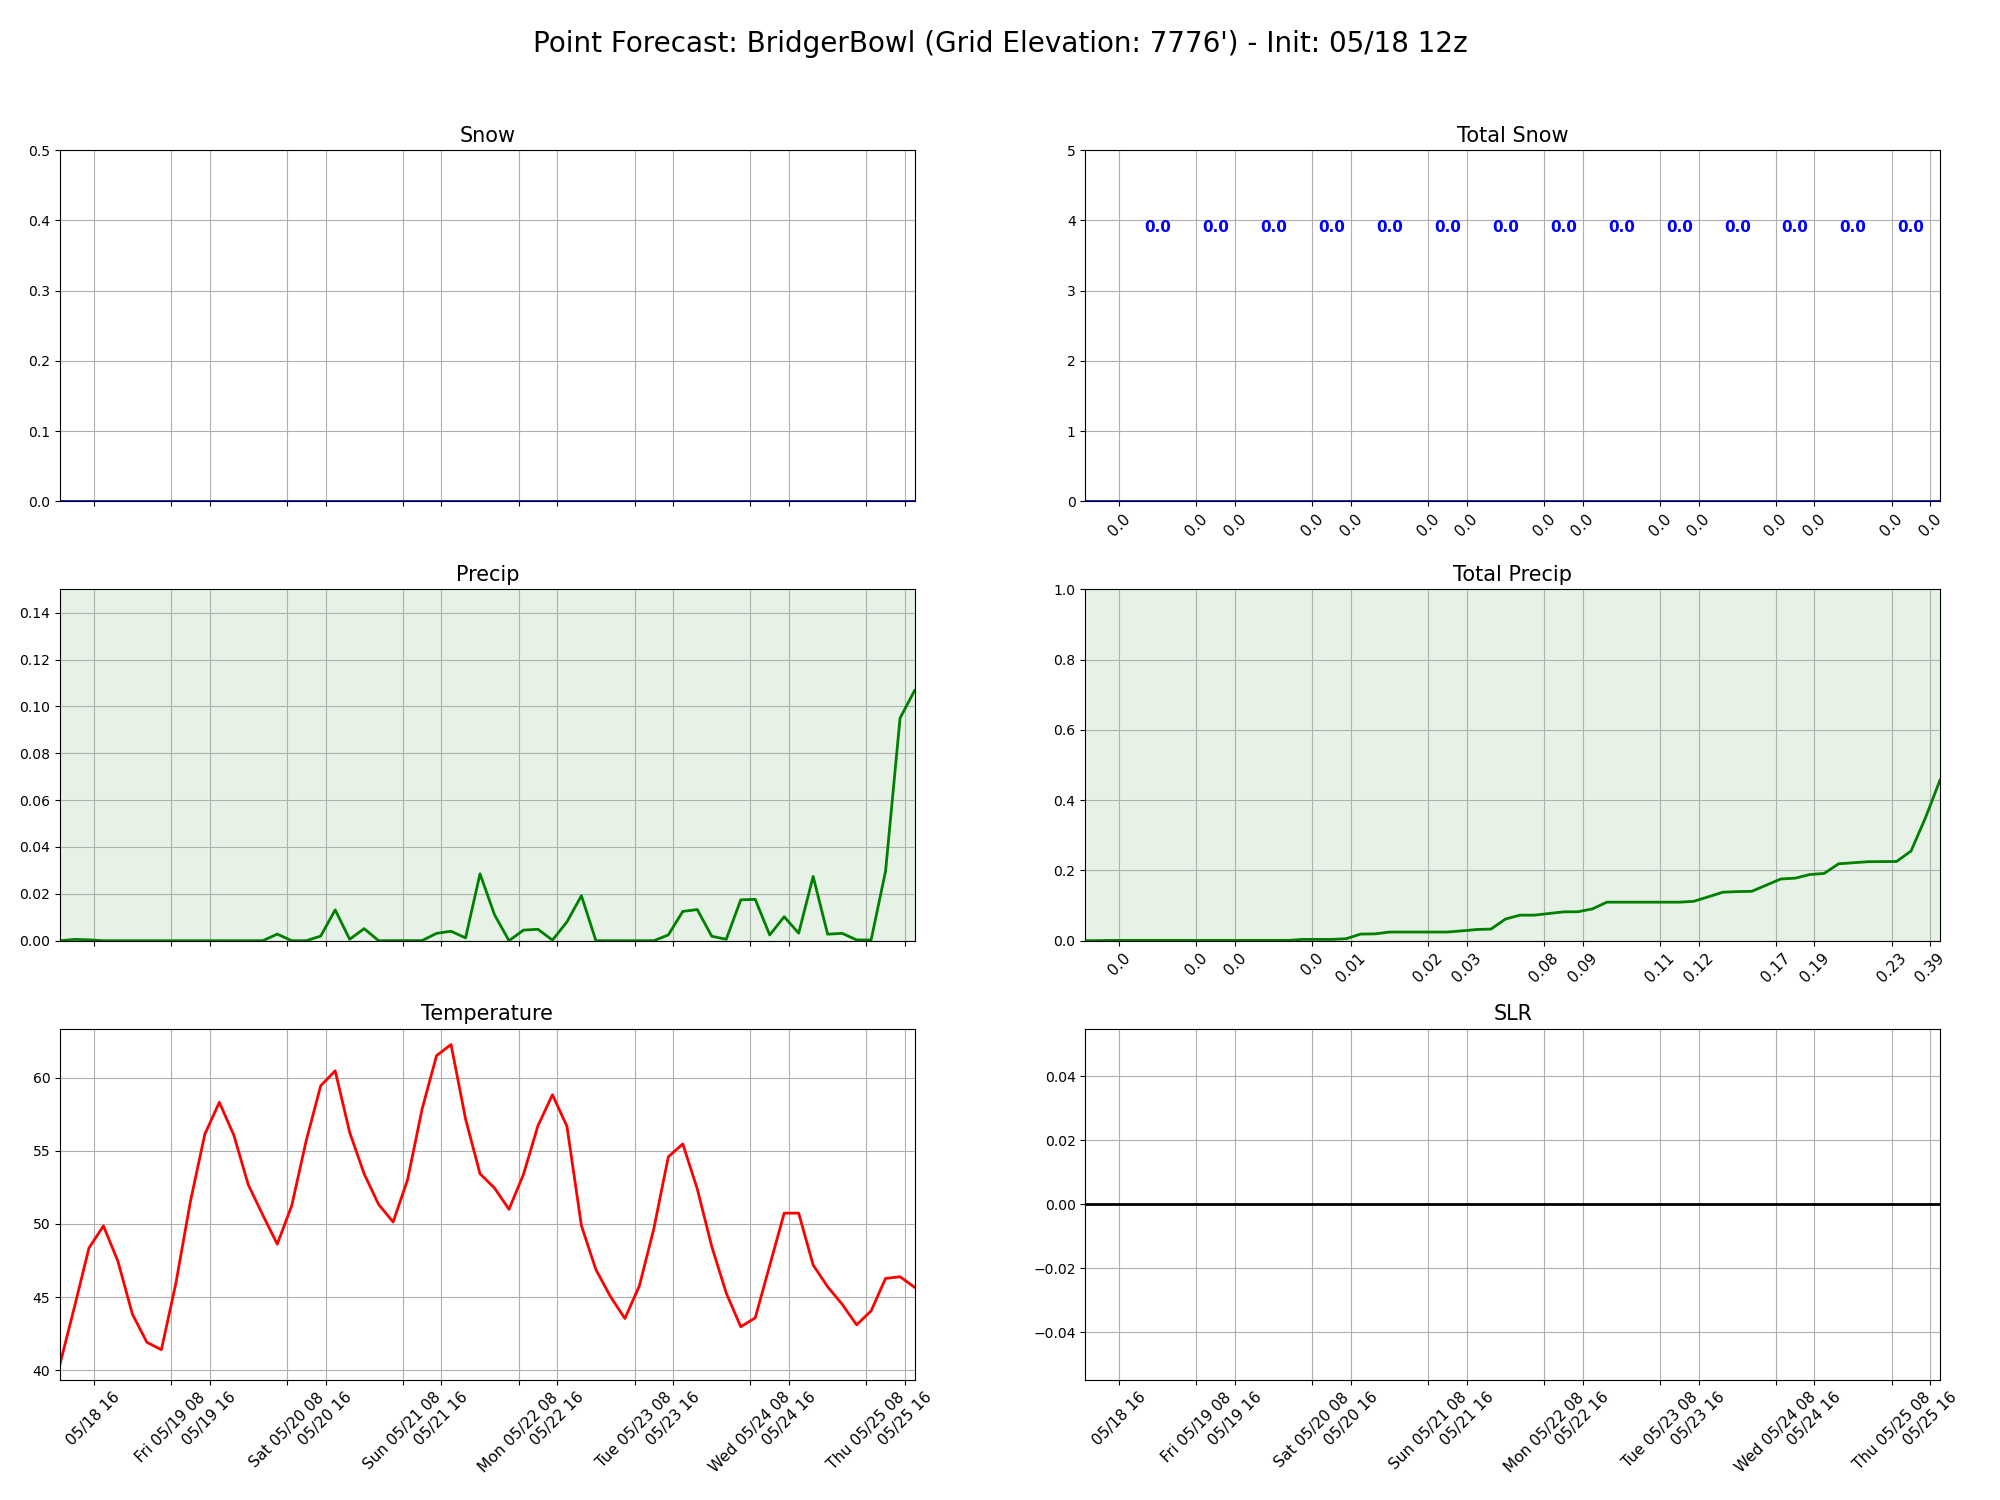 Point Forecast: BridgerBowl (Grid Elevation: 7776') - Init: 05/18 12z
Snow
0.5
0.4
0.3
0.2
0.1
0.0
Total Snow
5
4
3
2
1
0
0.0 0.0 0.0 0.0 0.0 0.0 0.0 0.0 0.0 0.0 0.0 0.0 0.0 0.0
0.0 0.0 0.0 0.0 0.0 0.0 0.0 0.0 0.0 0.0 0.0 0.0 0.0 0.0 0.0
Precip
0.14
0.12
0.10
0.08
0.06
0.04
0.02
0.00
Total Precip
1.0
0.8
0.6
0.4
0.2
0.0
0.0 0.0 0.0 0.0 0.01 0.02 0.03 0.08 0.09 0.11 0.12 0.17 0.19 0.23 0.39
Temperature
60
55
50
45
40
05/18 16
Fri 05/19 08
05/19 16
Sat 05/20 08
05/20 16
Sun 05/21 08
05/21 16
Mon 05/22 08
05/22 16
Tue 05/23 08
05/23 16
Wed 05/24 08
05/24 16
Thu 05/25 08
05/25 16
SLR
0.04
0.02
0.00
−0.02
−0.04
05/18 16
Fri 05/19 08
05/19 16
Sat 05/20 08
05/20 16
Sun 05/21 08
05/21 16
Mon 05/22 08
05/22 16
Tue 05/23 08
05/23 16
Wed 05/24 08
05/24 16
Thu 05/25 08
05/25 16